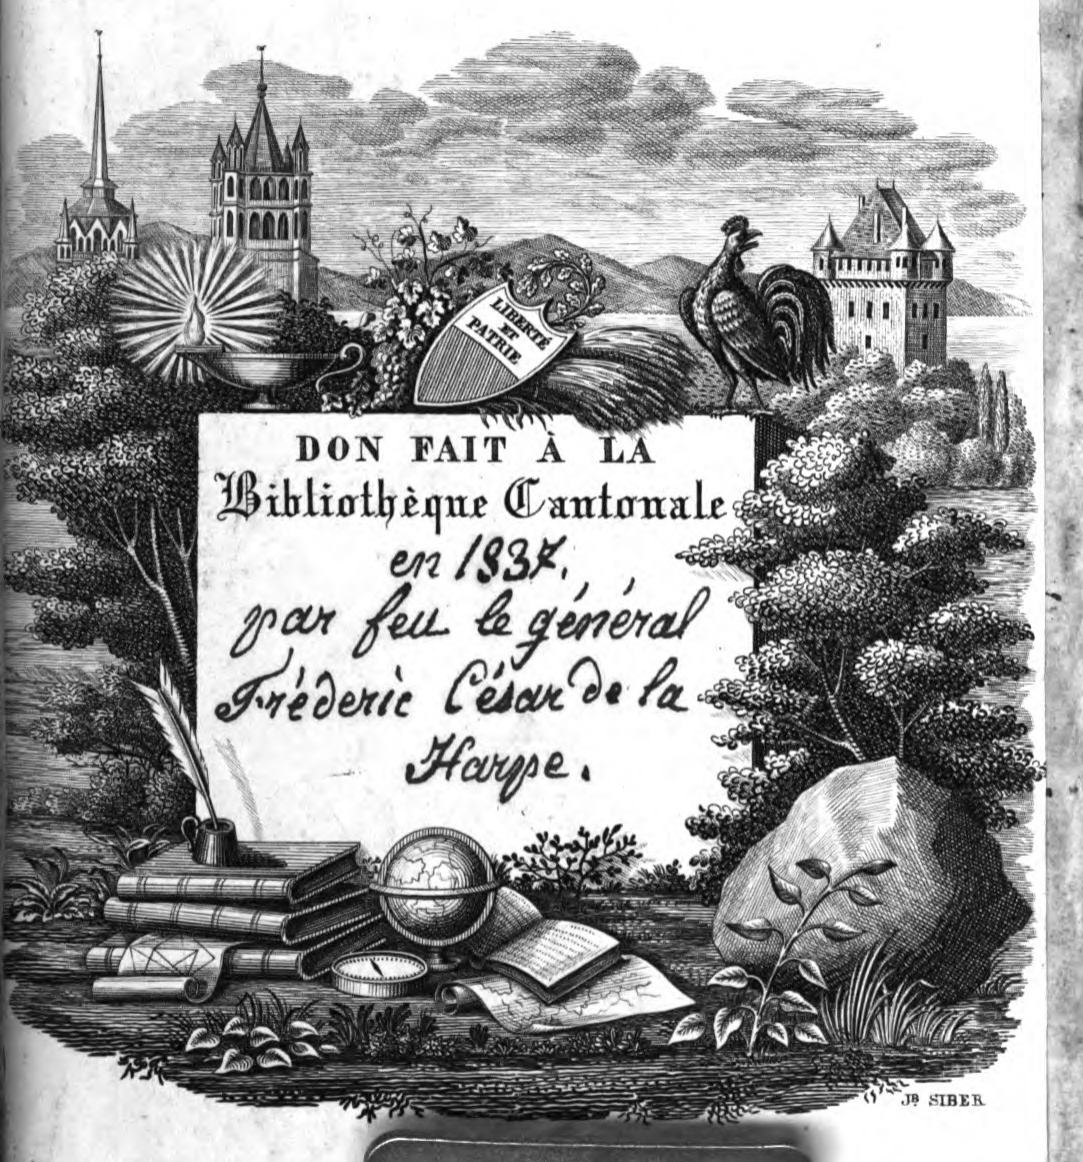 LIBERTÉ
ET
PATRIE
DON FAIT À LA
Bibliothèque Cantonale
en 1837.
par feu le général
Fréderic César de la
Harpe.
JB SIBER